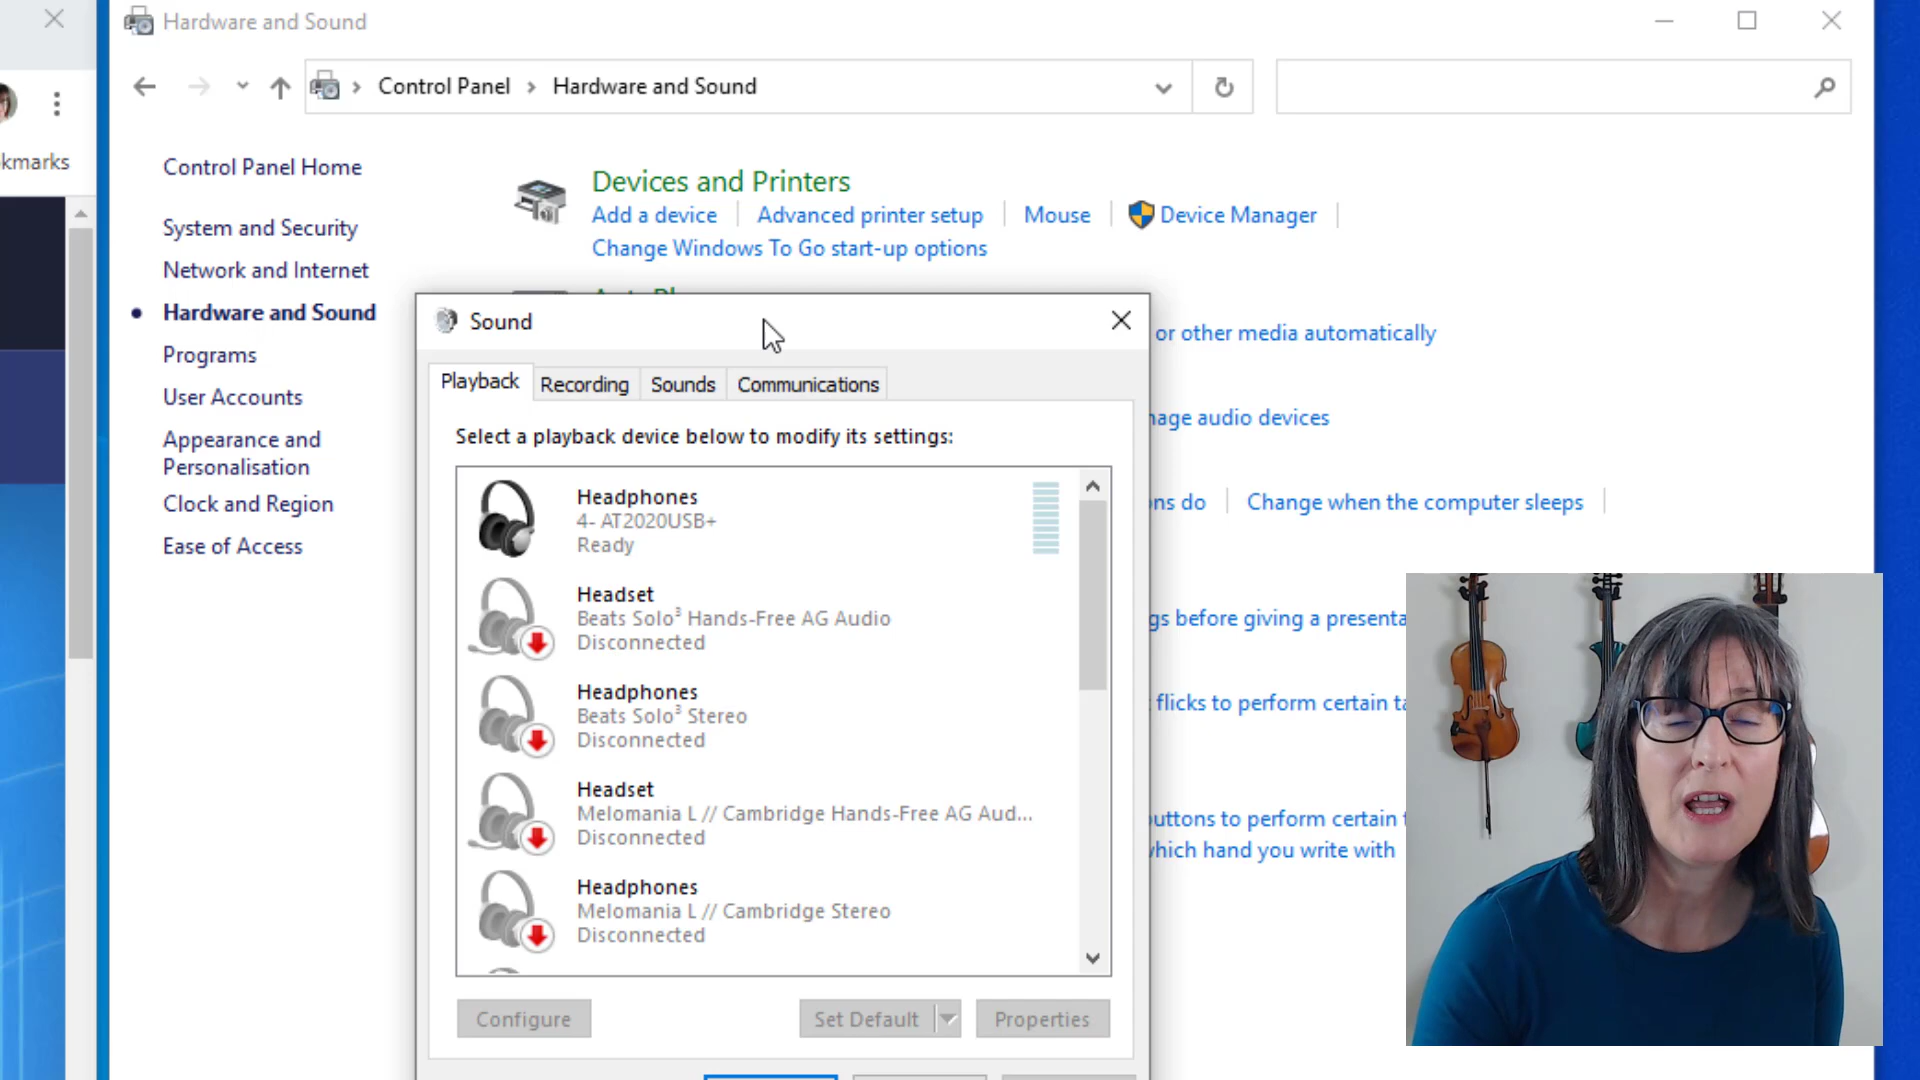 Hardware and Sound
Control Panel > Hardware and Sound
kmarks
Control Panel Home
System and Security
Network and Internet
Hardware and Sound
Programs
User Accounts
Appearance and
Personalisation
Clock and Region
Ease of Access
Devices and Printers
Add a device
Advanced printer setup
Mouse
Device Manager
Change Windows To Go start-up options
or other media automatically
nage audio devices
ons do
Change when the computer sleeps
gs before giving a presenta
flicks to perform certain ta
outtons to perform certain t
which hand you write with
Sound
Playback
Recording
Sounds
Communications
Select a playback device below to modify its settings:
Headphones
4- AT2020USB+
Ready
Headset
Beats Solo³ Hands-Free AG Audio
Disconnected
Headphones
Beats Solo³ Stereo
Disconnected
Headset
Melomania L // Cambridge Hands-Free AG Aud...
Disconnected
Headphones
Melomania L // Cambridge Stereo
Disconnected
Configure
Set Default
Properties